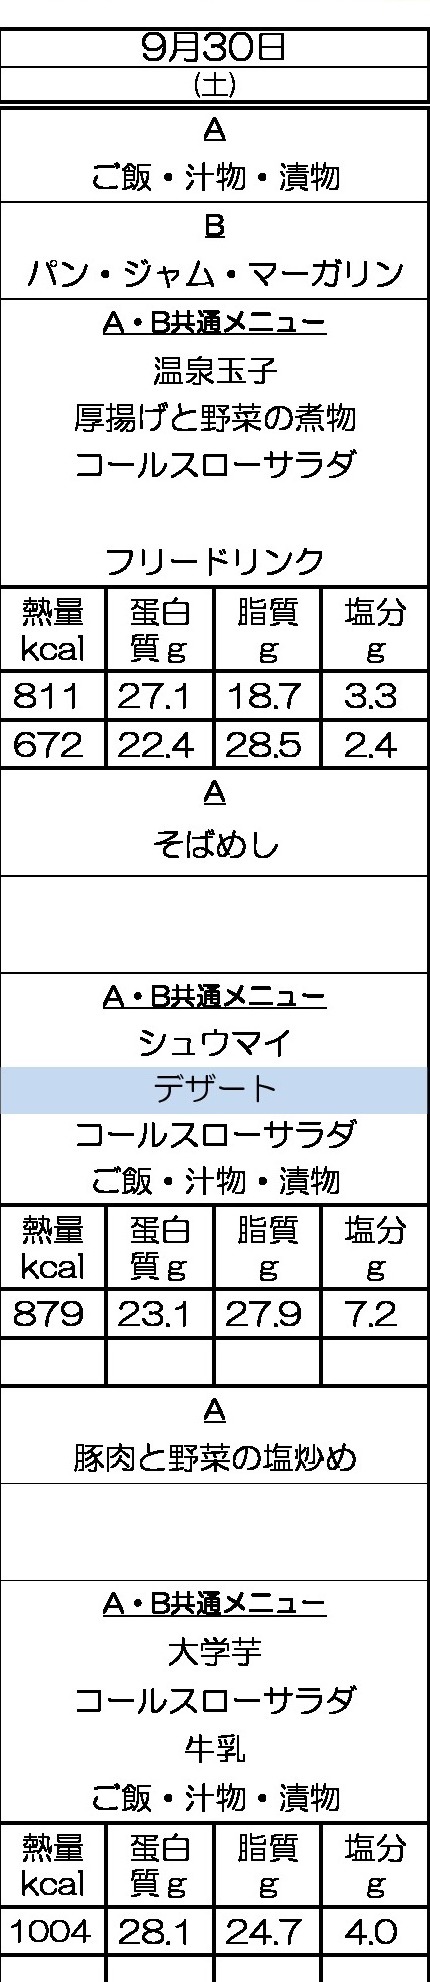 9月30日
(土)
A
ご飯・汁物・漬物
B
パン・ジャム・マーガリン
A・B共通メニュー
温泉玉子
厚揚げと野菜の煮物
コールスローサラダ
フリードリンク
熱量 蛋白 脂質 塩分
kcal 質g g g
811 27.1 18.7 3.3
672 22.4 28.5 2.4
A
そばめし
A・B共通メニュー
シュウマイ
デザート
コールスローサラダ
ご飯・汁物・漬物
熱量 蛋白 脂質 塩分
kcal 質g g g
879 23.1 27.9 7.2
A
豚肉と野菜の塩炒め
A・B共通メニュー
大学芋
コールスローサラダ
牛乳
ご飯・汁物・漬物
熱量 蛋白 脂質 塩分
kcal 質g g g
1004 28.1 24.7 4.0